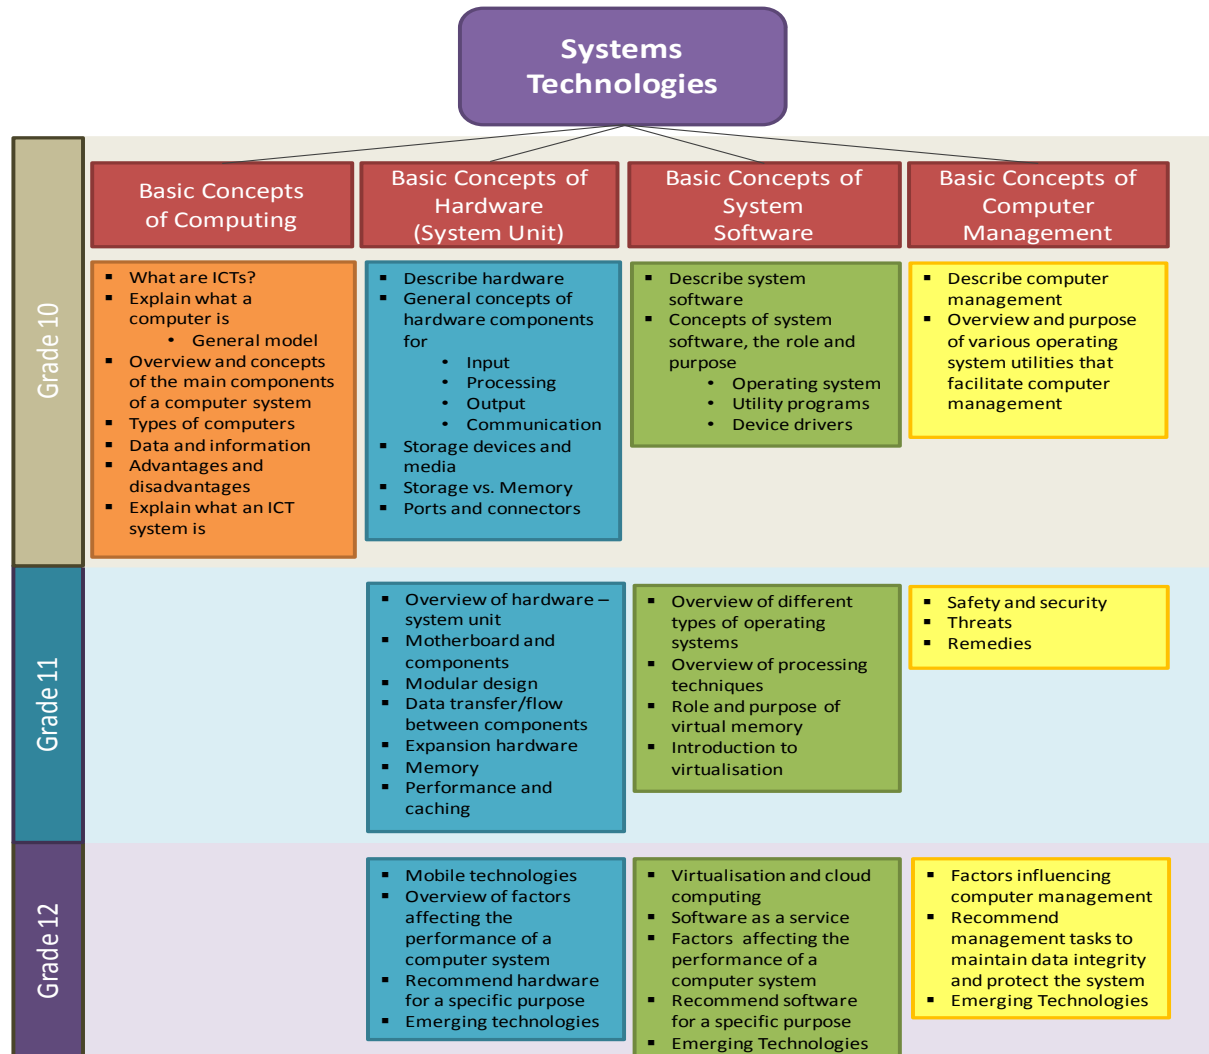 Systems
Technologies
Basic Concepts
of Computing
Basic Concepts of
Hardware
(System Unit)
Basic Concepts of
System
Software
Basic Concepts of
Computer
Management
Grade 10
▪ What are ICTs?
▪ Explain what a
computer is
• General model
▪ Overview and concepts
of the main components
of a computer system
▪ Types of computers
▪ Data and information
▪ Advantages and
disadvantages
▪ Explain what an ICT
system is
▪ Describe hardware
▪ General concepts of
hardware components
for
• Input
• Processing
• Output
• Communication
▪ Storage devices and
media
▪ Storage vs. Memory
▪ Ports and connectors
▪ Describe system
software
▪ Concepts of system
software, the role and
purpose
• Operating system
• Utility programs
• Device drivers
▪ Describe computer
management
▪ Overview and purpose
of various operating
system utilities that
facilitate computer
management
Grade 11
▪ Overview of hardware –
system unit
▪ Motherboard and
components
▪ Modular design
▪ Data transfer/flow
between components
▪ Expansion hardware
▪ Memory
▪ Performance and
caching
▪ Overview of different
types of operating
systems
▪ Overview of processing
techniques
▪ Role and purpose of
virtual memory
▪ Introduction to
virtualisation
▪ Safety and security
▪ Threats
▪ Remedies
Grade 12
▪ Mobile technologies
▪ Overview of factors
affecting the
performance of a
computer system
▪ Recommend hardware
for a specific purpose
▪ Emerging technologies
▪ Virtualisation and cloud
computing
▪ Software as a service
▪ Factors affecting the
performance of a
computer system
▪ Recommend software
for a specific purpose
▪ Emerging Technologies
▪ Factors influencing
computer management
▪ Recommend
management tasks to
maintain data integrity
and protect the system
▪ Emerging Technologies